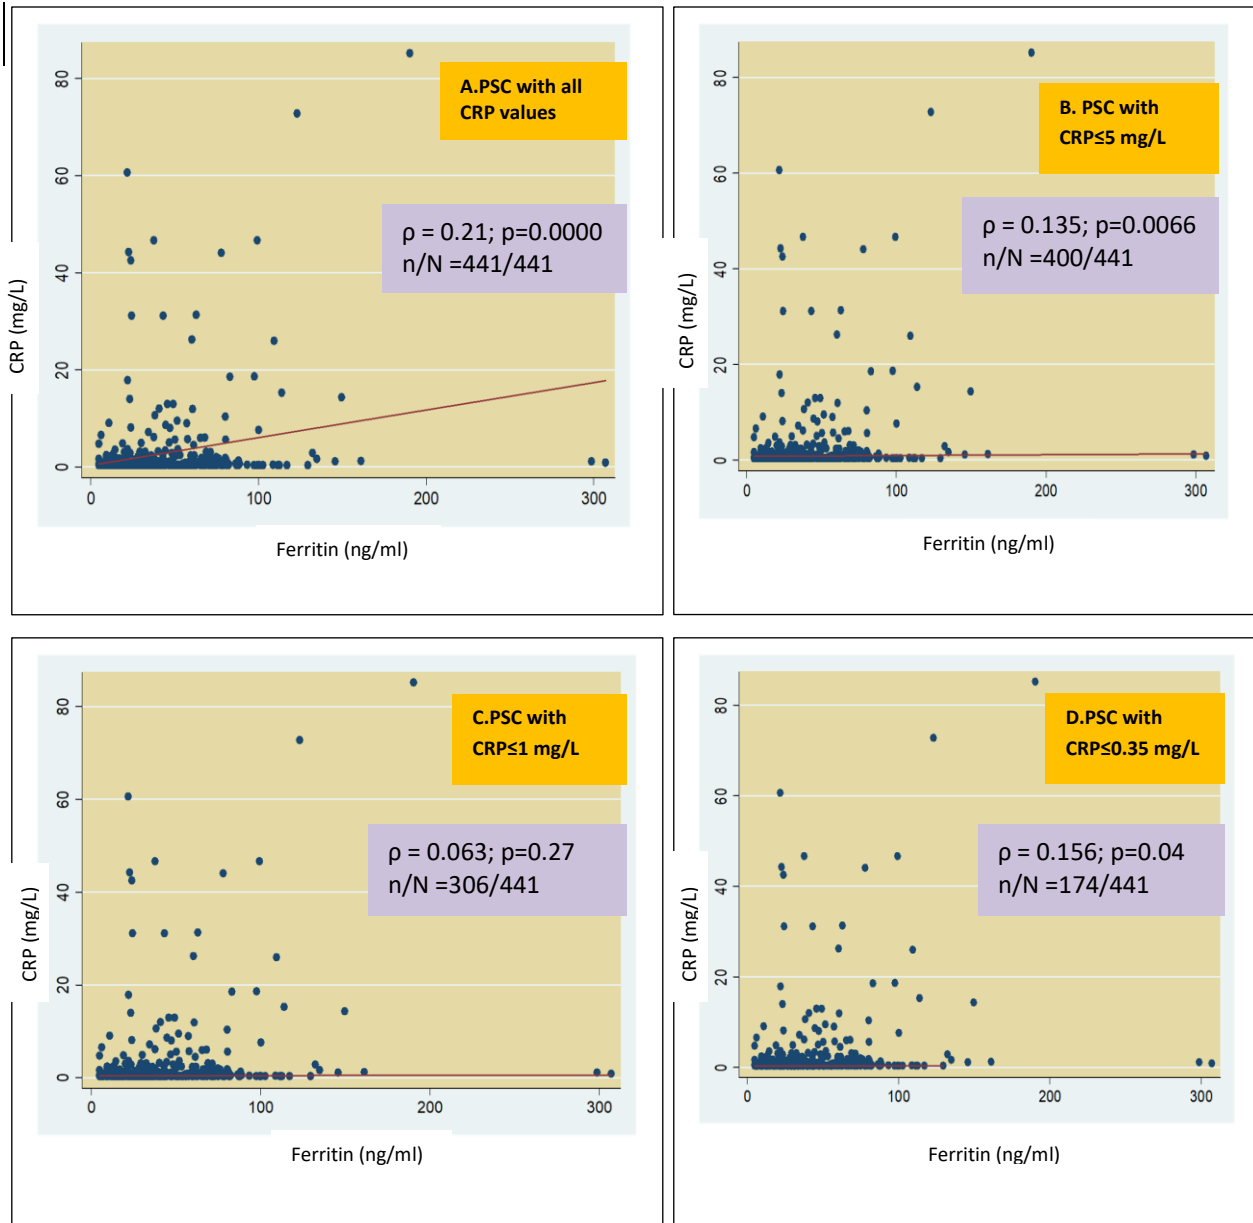 A.PSC with all
CRP values
ρ = 0.21; p=0.0000
n/N =441/441
CRP (mg/L)
80
60
40
20
0
0 100 200 300
Ferritin (ng/ml)
B. PSC with
CRP≤5 mg/L
ρ = 0.135; p=0.0066
n/N =400/441
CRP (mg/L)
80
60
40
20
0
0 100 200 300
Ferritin (ng/ml)
C.PSC with
CRP≤1 mg/L
ρ = 0.063; p=0.27
n/N =306/441
CRP (mg/L)
80
60
40
20
0
0 100 200 300
Ferritin (ng/ml)
D.PSC with
CRP≤0.35 mg/L
ρ = 0.156; p=0.04
n/N =174/441
CRP (mg/L)
80
60
40
20
0
0 100 200 300
Ferritin (ng/ml)